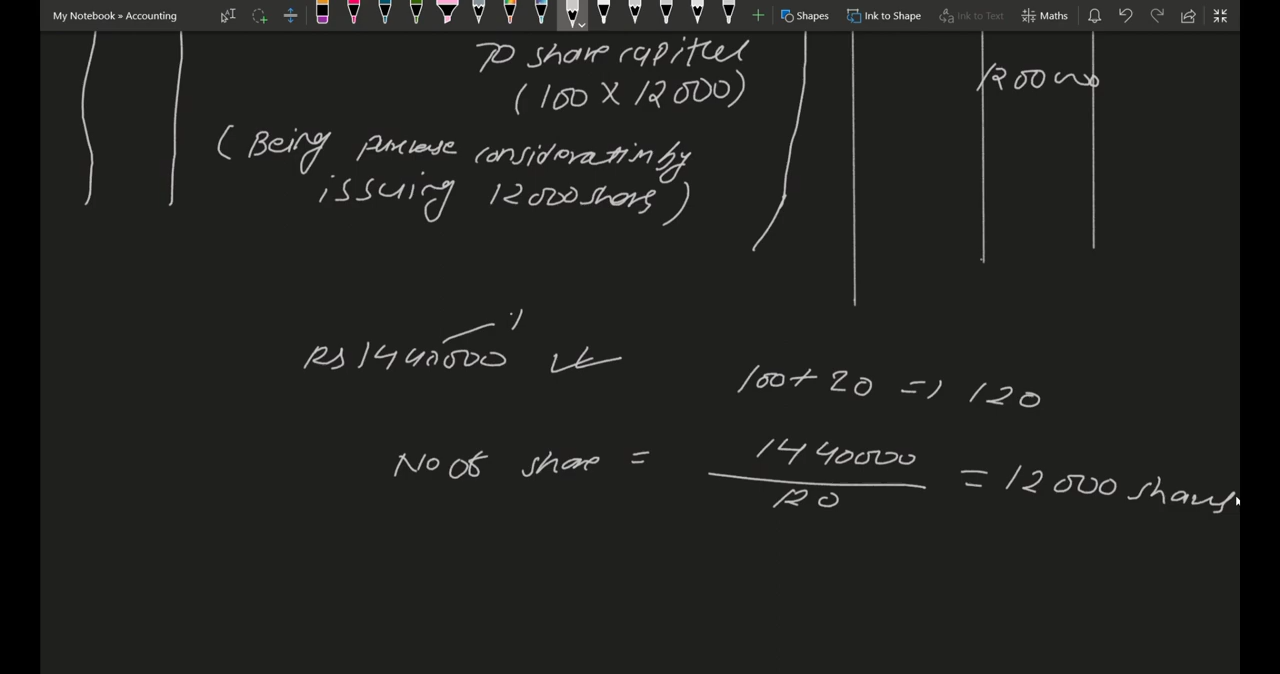 My Notebook » Accounting
Shapes
Ink to Shape
Ink to Text
Maths
To share capital
(100 X 12000)
1200000
(Being purchase consideration by
issuing 12000 shares)
RS 1440000
100 + 20 => 120
No of share = 1440000 / 120 = 12000 shares